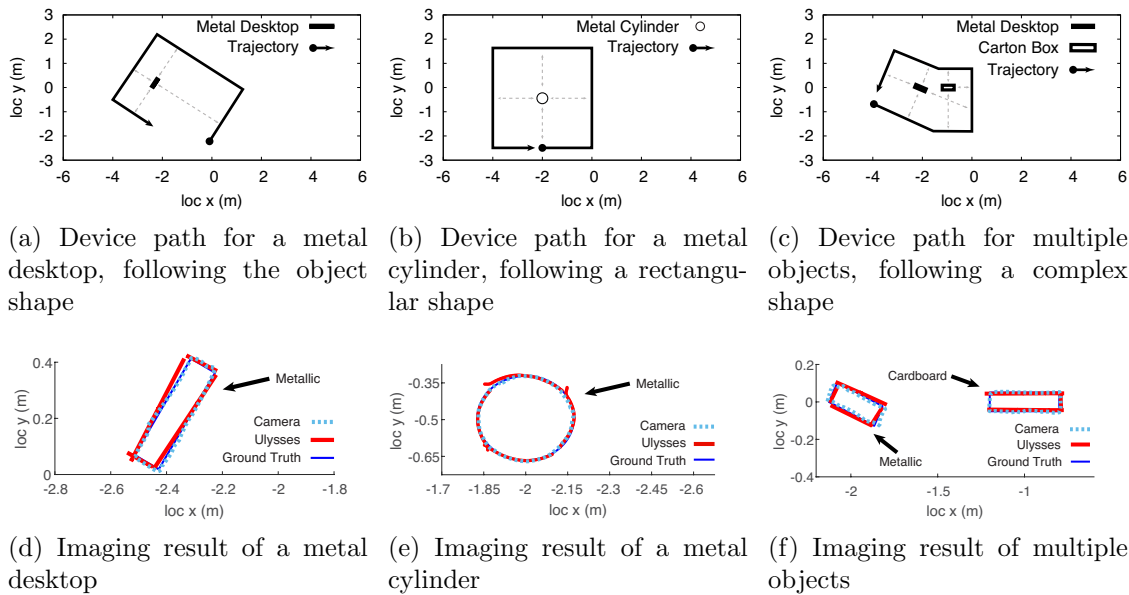 3
2
1
0
-1
-2
-3
-6 -4 -2 0 2 4 6
loc y (m)
loc x (m)
Metal Desktop
Trajectory
3
2
1
0
-1
-2
-3
-6 -4 -2 0 2 4 6
loc y (m)
loc x (m)
Metal Cylinder
Trajectory
3
2
1
0
-1
-2
-3
-6 -4 -2 0 2 4 6
loc y (m)
loc x (m)
Metal Desktop
Carton Box
Trajectory
(a) Device path for a metal
desktop, following the object
shape
(b) Device path for a metal
cylinder, following a rectangu-
lar shape
(c) Device path for multiple
objects, following a complex
shape
0.4
0.2
0
-2.8 -2.6 -2.4 -2.2 -2 -1.8
loc y (m)
loc x (m)
Metallic
Camera
Ulysses
Ground Truth
-0.35
-0.5
-0.65
-1.7 -1.85 -2 -2.15 -2.3 -2.45 -2.6
loc y (m)
loc x (m)
Metallic
Camera
Ulysses
Ground Truth
0.2
0
-0.2
-0.4
-2 -1.5 -1
loc y (m)
loc x (m)
Cardboard
Metallic
Camera
Ulysses
Ground Truth
(d) Imaging result of a metal
desktop
(e) Imaging result of a metal
cylinder
(f) Imaging result of multiple
objects